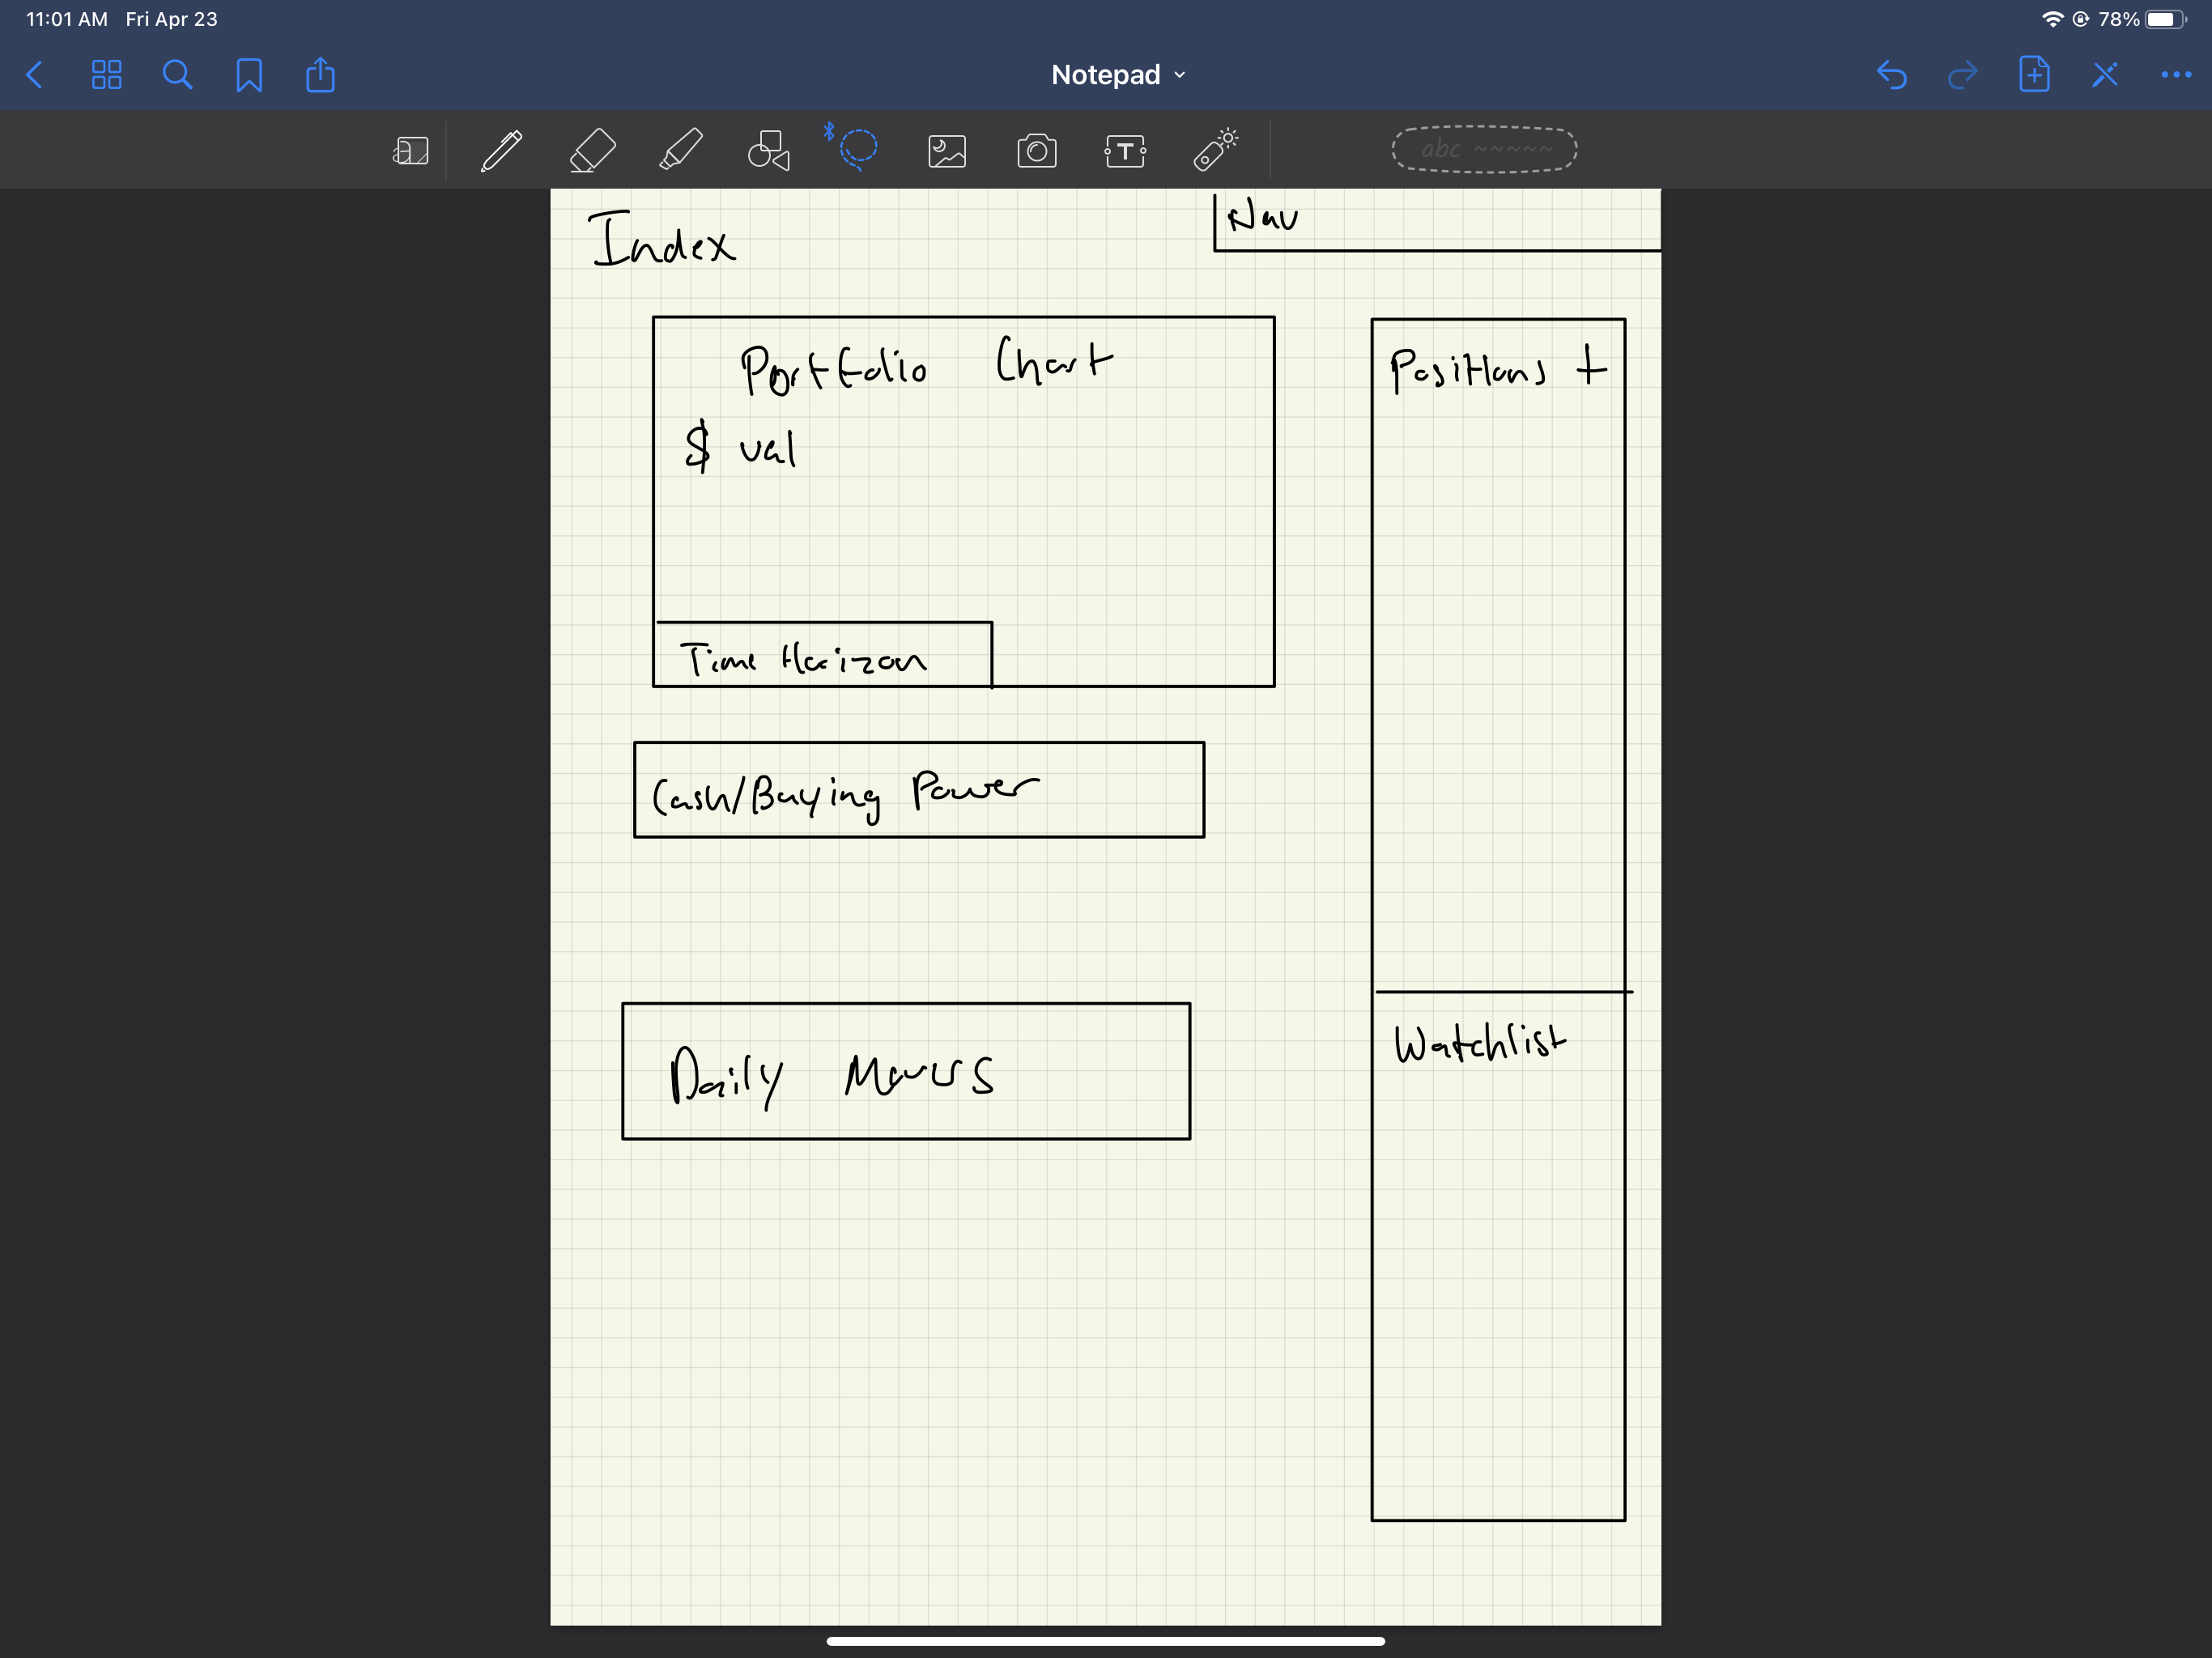 11:01 AM Fri Apr 23
78%
Notepad
abc
T
Index
Nav
Portfolio Chart
$ val
Time Horizon
Positions +
Cash/Buying Power
Daily Movers
Watchlist